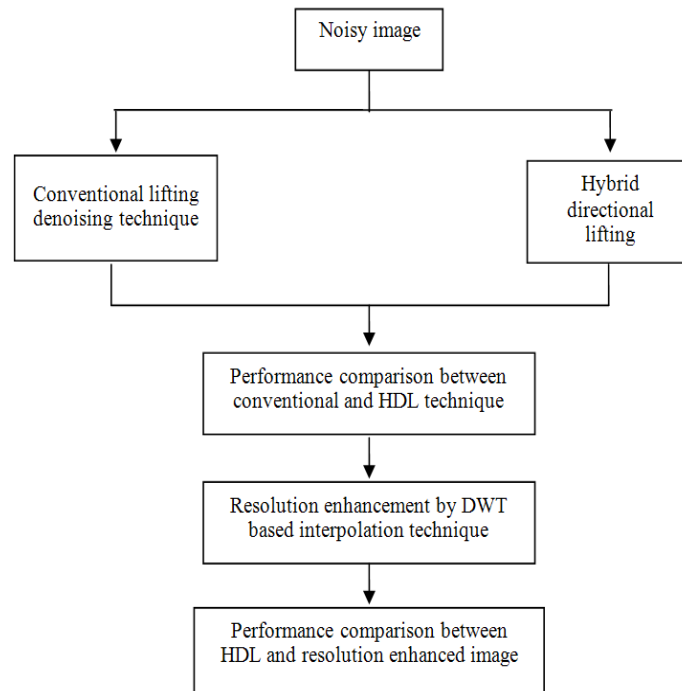 Noisy image
Conventional lifting
denoising technique
Hybrid
directional
lifting
Performance comparison between
conventional and HDL technique
Resolution enhancement by DWT
based interpolation technique
Performance comparison between
HDL and resolution enhanced image